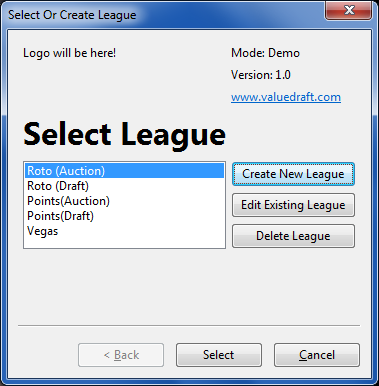 Select Or Create League
Logo will be here!
Mode: Demo
Version: 1.0
www.valuedraft.com
Select League
Roto (Auction)
Roto (Draft)
Points(Auction)
Points(Draft)
Vegas
Create New League
Edit Existing League
Delete League
< Back
Select
Cancel